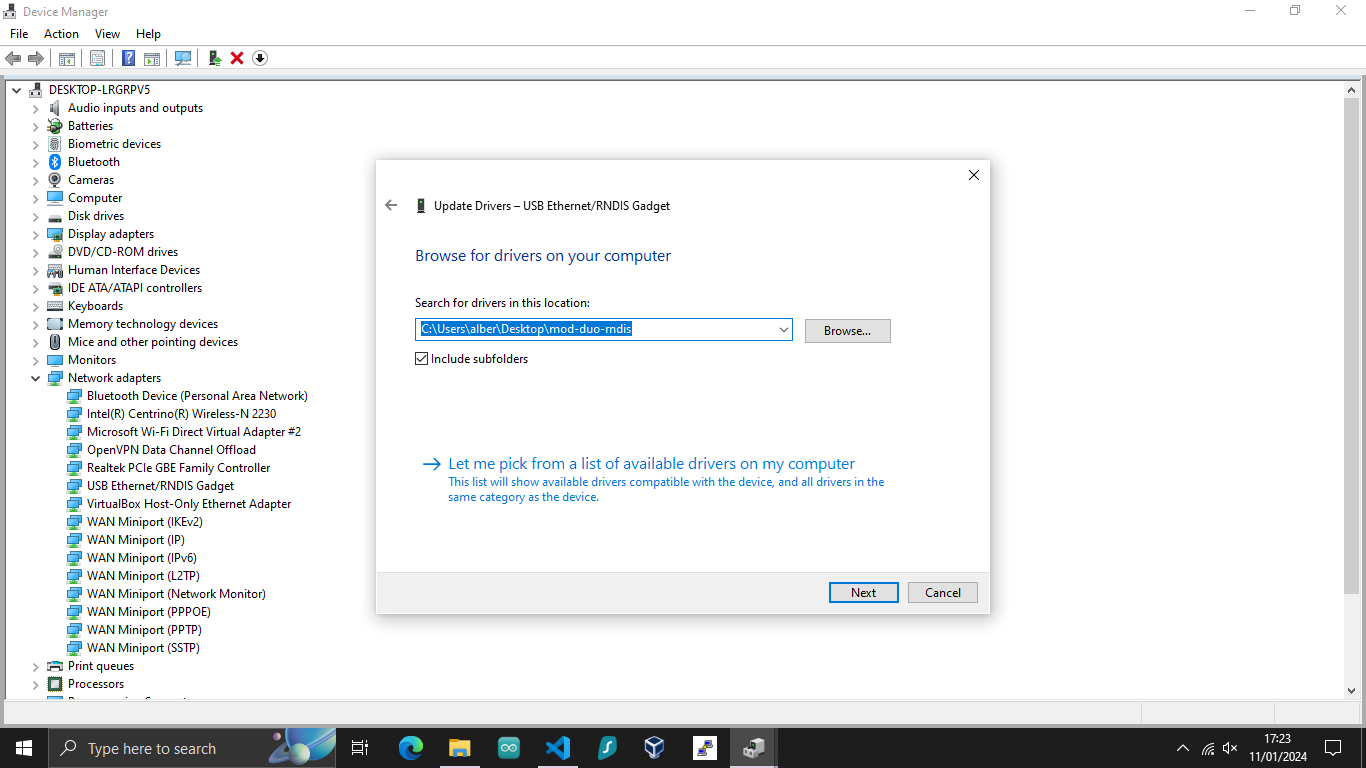 Device Manager
File Action View Help
DESKTOP-LRGRPV5
Audio inputs and outputs
Batteries
Biometric devices
Bluetooth
Cameras
Computer
Disk drives
Display adapters
DVD/CD-ROM drives
Human Interface Devices
IDE ATA/ATAPI controllers
Keyboards
Memory technology devices
Mice and other pointing devices
Monitors
Network adapters
Bluetooth Device (Personal Area Network)
Intel(R) Centrino(R) Wireless-N 2230
Microsoft Wi-Fi Direct Virtual Adapter #2
OpenVPN Data Channel Offload
Realtek PCIe GBE Family Controller
USB Ethernet/RNDIS Gadget
VirtualBox Host-Only Ethernet Adapter
WAN Miniport (IKEv2)
WAN Miniport (IP)
WAN Miniport (IPv6)
WAN Miniport (L2TP)
WAN Miniport (Network Monitor)
WAN Miniport (PPPOE)
WAN Miniport (PPTP)
WAN Miniport (SSTP)
Print queues
Processors
Update Drivers – USB Ethernet/RNDIS Gadget
Browse for drivers on your computer
Search for drivers in this location:
C:\Users\alber\Desktop\mod-duo-rndis
Browse...
Include subfolders
Let me pick from a list of available drivers on my computer
This list will show available drivers compatible with the device, and all drivers in the
same category as the device.
Next Cancel
Type here to search
17:23
11/01/2024